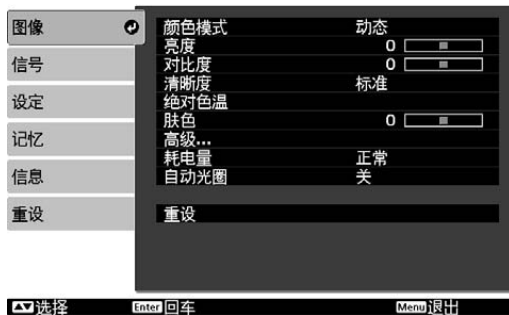 图像
信号
设定
记忆
信息
重设
颜色模式 动态
亮度 0
对比度 0
清晰度 标准
绝对色温
肤色 0
高级...
耗电量 正常
自动光圈 关
重设
选择 Enter 回车 Menu 退出